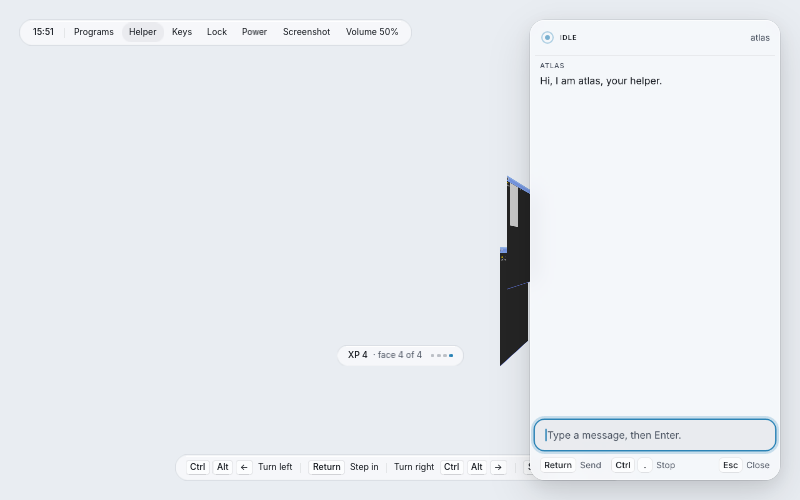 15:51 Programs Helper Keys Lock Power Screenshot Volume 50%
IDLE atlas
ATLAS
Hi, I am atlas, your helper.
XP 4 · face 4 of 4
Type a message, then Enter.
Ctrl Alt ← Turn left Return Step in Turn right Ctrl Alt →
Return Send Ctrl . Stop Esc Close